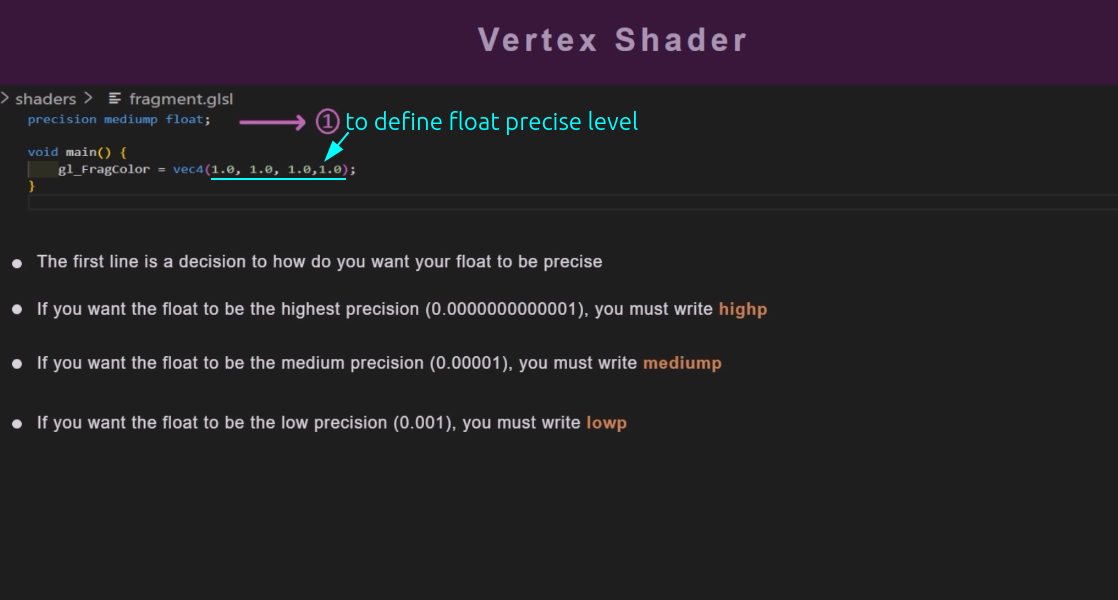 Vertex Shader
> shaders > fragment.glsl
precision mediump float; ① to define float precise level
void main() {
gl_FragColor = vec4(1.0, 1.0, 1.0,1.0);
}
• The first line is a decision to how do you want your float to be precise
• If you want the float to be the highest precision (0.0000000000001), you must write highp
• If you want the float to be the medium precision (0.00001), you must write mediump
• If you want the float to be the low precision (0.001), you must write lowp